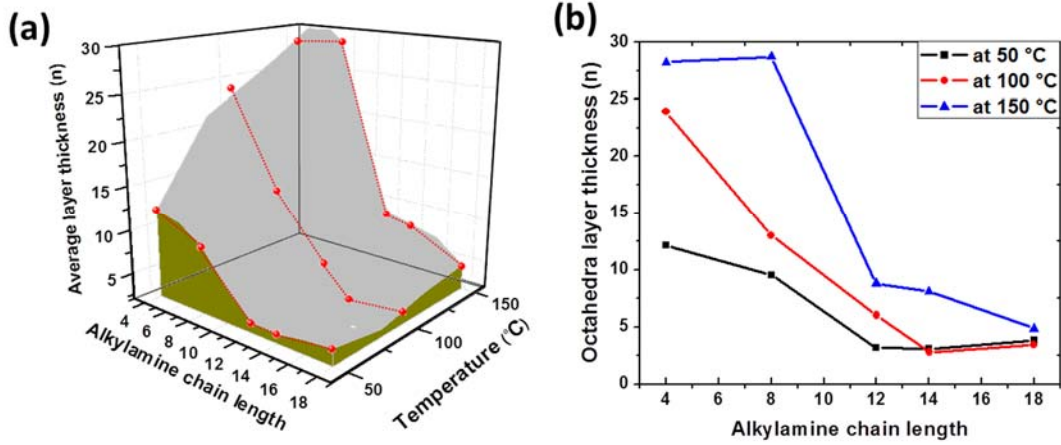 (a)
30
25
20
15
10
5
Average layer thickness (n)
4
6
8
10
12
14
16
18
Alkylamine chain length
50
100
150
Temperature (°C)
(b)
30
25
20
15
10
5
0
Octahedra layer thickness (n)
at 50 °C
at 100 °C
at 150 °C
4 6 8 10 12 14 16 18
Alkylamine chain length